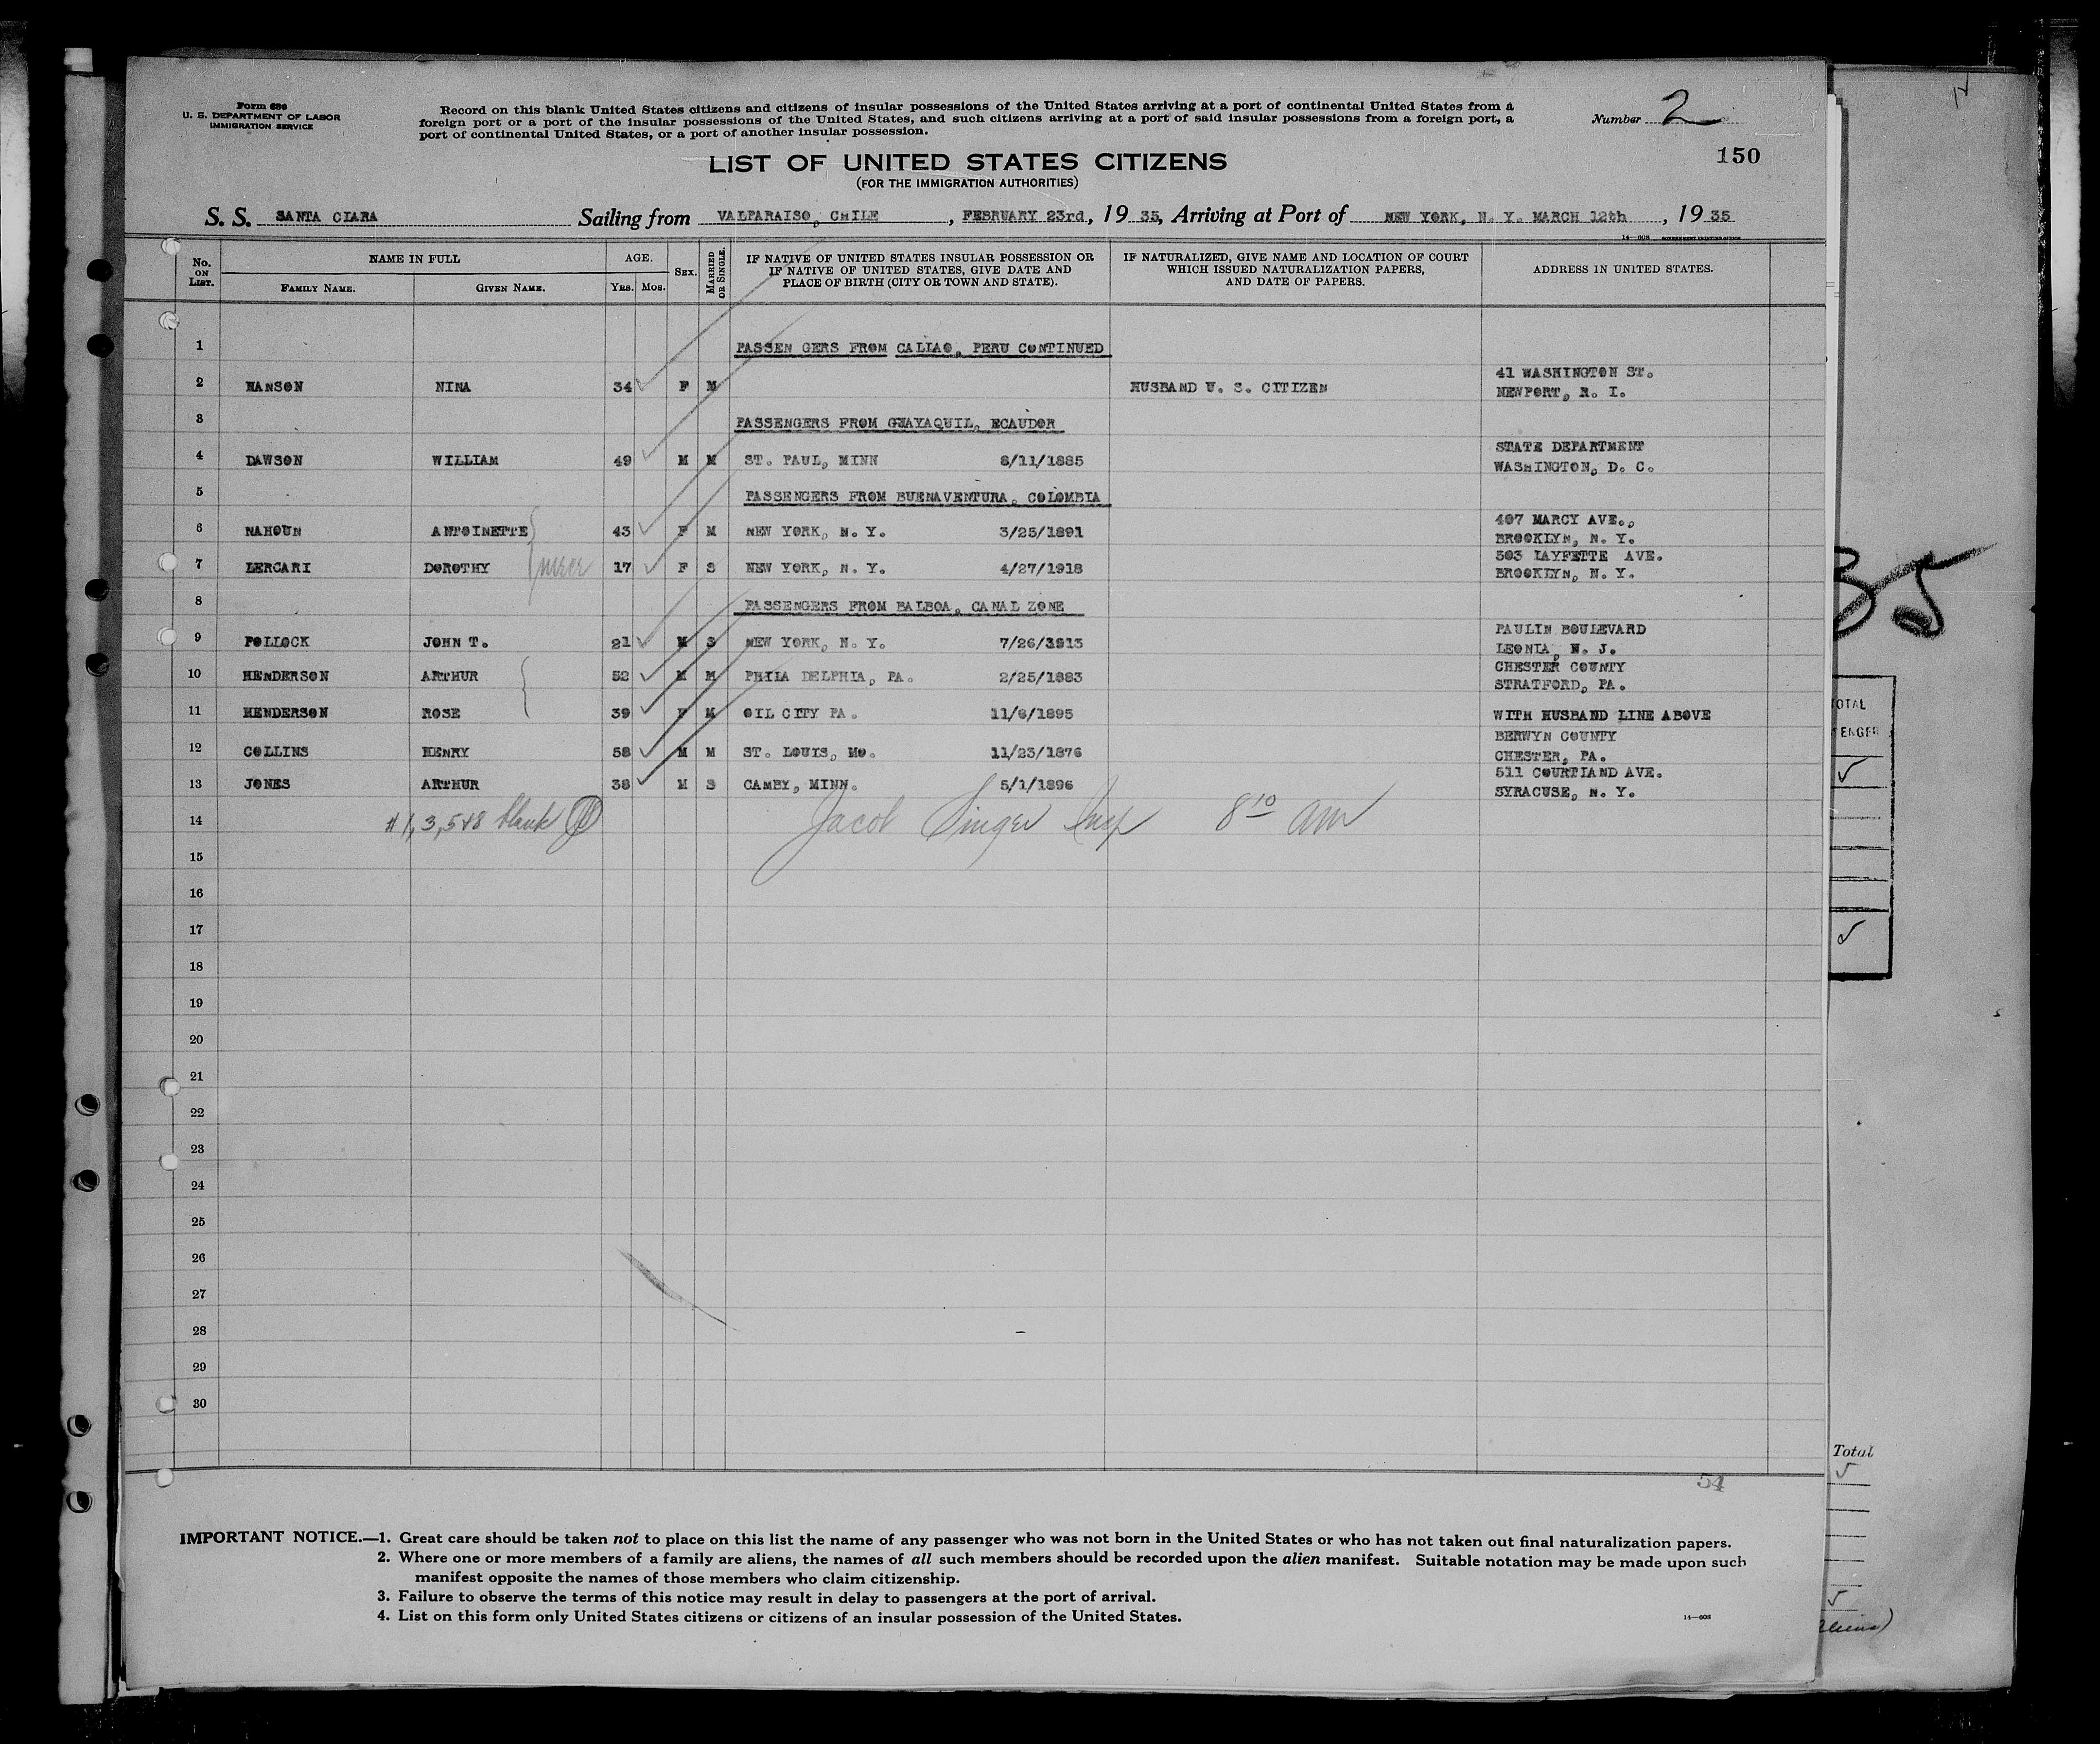 Form 630
U. S. DEPARTMENT OF LABOR
IMMIGRATION SERVICE
Record on this blank United States citizens and citizens of insular possessions of the United States arriving at a port of continental United States from a
foreign port or a port of the insular possessions of the United States, and such citizens arriving at a port of said insular possessions from a foreign port, a
port of continental United States, or a port of another insular possession.
Number 2
150
LIST OF UNITED STATES CITIZENS
(FOR THE IMMIGRATION AUTHORITIES)
S. S. SANTA CLARA Sailing from VALPARAISO, CHILE, FEBRUARY 23rd, 19 35, Arriving at Port of NEW YORK, N. Y. MARCH 12th, 19 35
14-608
No. ON LIST. NAME IN FULL AGE. SEX. MARRIED OR SINGLE. IF NATIVE OF UNITED STATES INSULAR POSSESSION OR IF NATIVE OF UNITED STATES, GIVE DATE AND PLACE OF BIRTH (CITY OR TOWN AND STATE). IF NATURALIZED, GIVE NAME AND LOCATION OF COURT WHICH ISSUED NATURALIZATION PAPERS, AND DATE OF PAPERS. ADDRESS IN UNITED STATES.
FAMILY NAME. GIVEN NAME. YRS. MOS.
1 PASSEN GERS FROM CALLAO, PERU CONTINUED
2 HANSON NINA 34 F M HUSBAND U. S. CITIZEN 41 WASHINGTON ST. NEWPORT, R. I.
3 PASSENGERS FROM GUAYAQUIL, ECAUDOR
4 DAWSON WILLIAM 49 M M ST. PAUL, MINN 8/11/1885 STATE DEPARTMENT WASHINGTON, D. C.
5 PASSENGERS FROM BUENAVENTURA, COLOMBIA
6 NAHOUN ANTOINETTE 43 F M NEW YORK, N. Y. 3/25/1891 407 MARCY AVE., BROOKLYN, N. Y.
7 LERCARI DOROTHY 17 F S NEW YORK, N. Y. 4/27/1918 503 LAYFETTE AVE. BROOKLYN, N. Y.
8 PASSENGERS FROM BALBOA, CANAL ZONE
9 POLLOCK JOHN T. 21 M S NEW YORK, N. Y. 7/26/1913 PAULIN BOULEVARD LEONIA, N. J.
10 HENDERSON ARTHUR 52 M M PHILA DELPHIA, PA. 2/25/1883 CHESTER COUNTY STRATFORD, PA.
11 HENDERSON ROSE 39 F M OIL CITY PA. 11/6/1895 WITH HUSBAND LINE ABOVE
12 COLLINS HENRY 58 M M ST. LOUIS, MO. 11/23/1876 BERWYN COUNTY CHESTER, PA.
13 JONES ARTHUR 38 M S CAMBY, MINN. 5/1/1896 511 COURTLAND AVE. SYRACUSE, N. Y.
14 #1,3,5+8 blank Jacob Singer Insp 8 10 am
15
16
17
18
19
20
21
22
23
24
25
26
27
28
29
30
54
IMPORTANT NOTICE.—1. Great care should be taken not to place on this list the name of any passenger who was not born in the United States or who has not taken out final naturalization papers.
2. Where one or more members of a family are aliens, the names of all such members should be recorded upon the alien manifest. Suitable notation may be made upon such
manifest opposite the names of those members who claim citizenship.
3. Failure to observe the terms of this notice may result in delay to passengers at the port of arrival.
4. List on this form only United States citizens or citizens of an insular possession of the United States.
14-608
35
Total